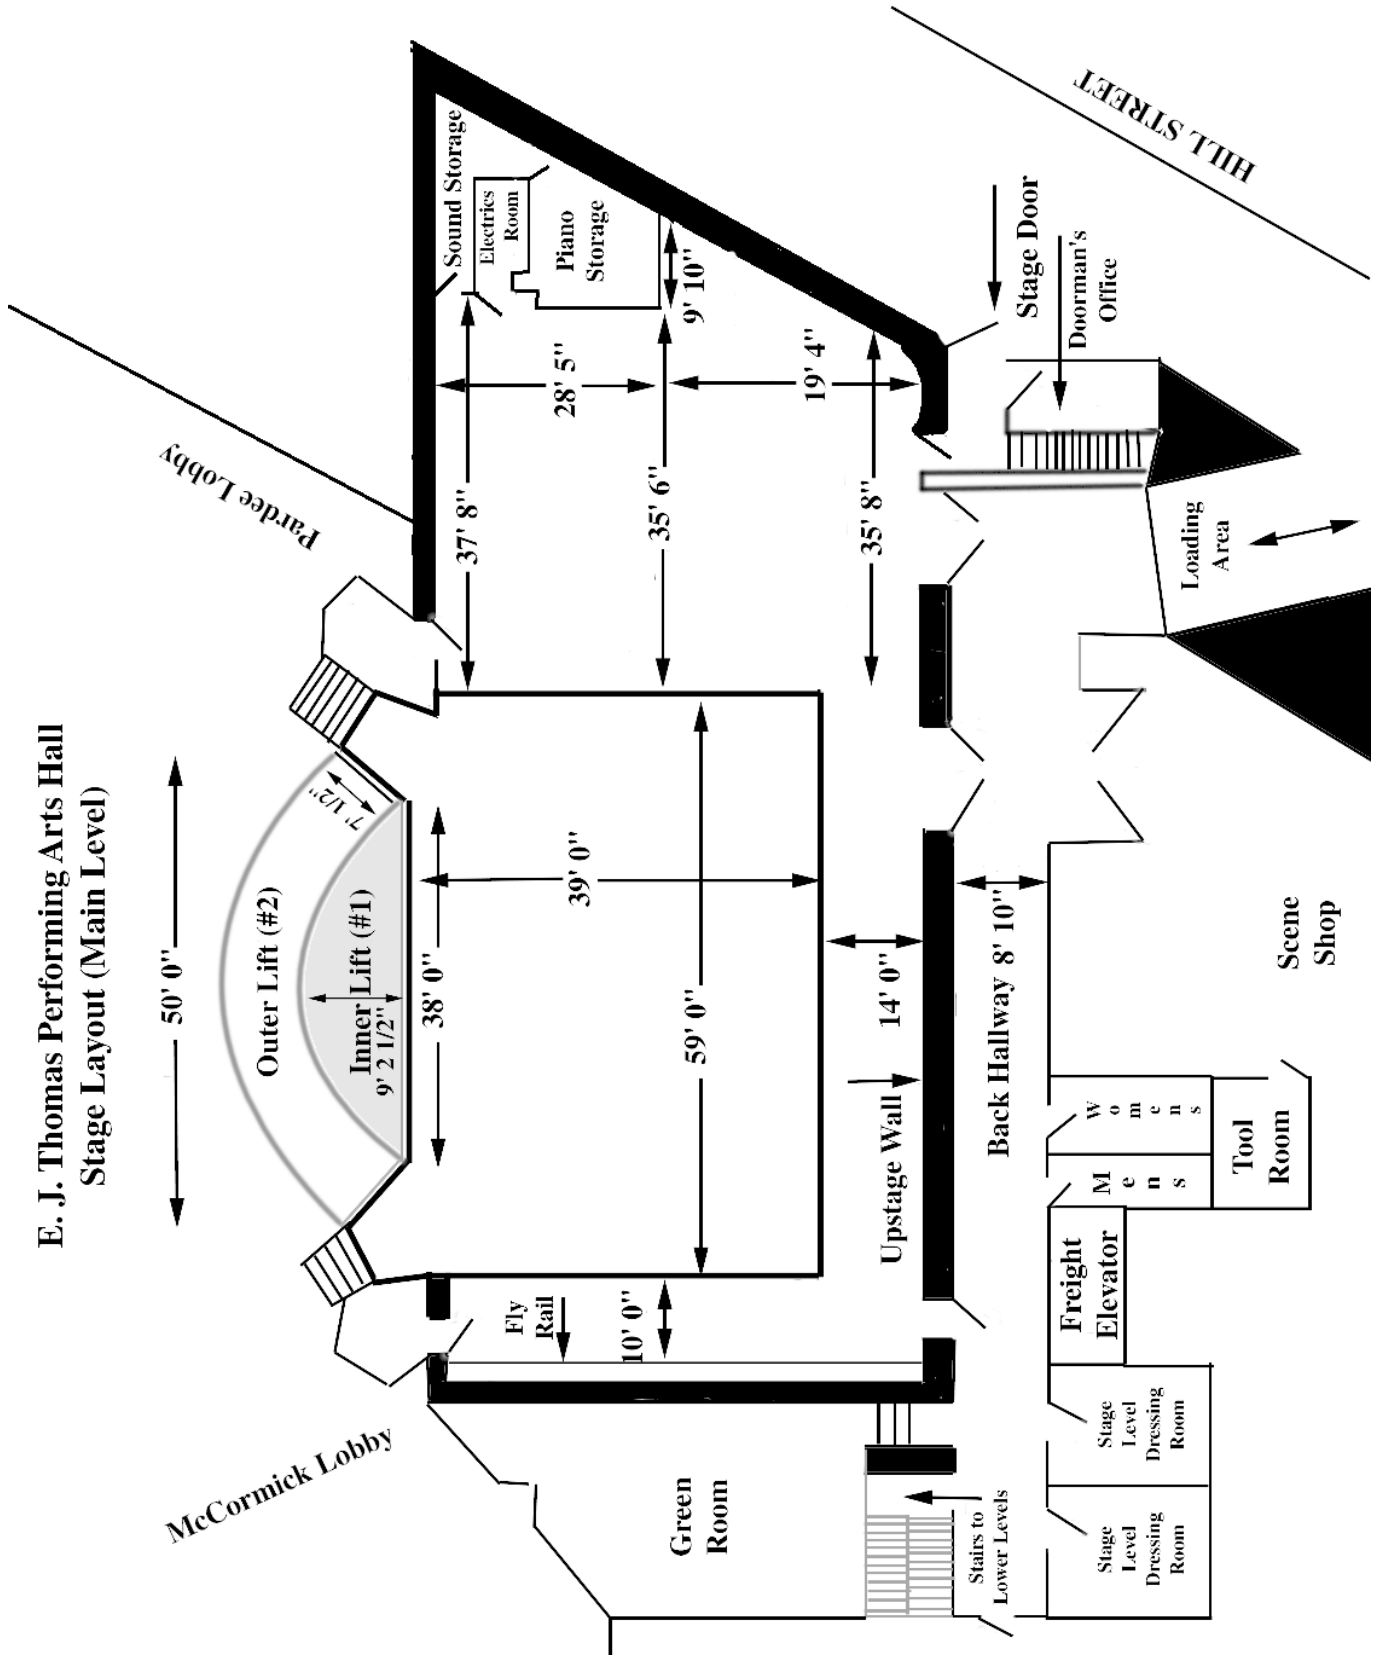 E. J. Thomas Performing Arts Hall
Stage Layout (Main Level)
HILL STREET
Pardee Lobby
McCormick Lobby
50' 0"
Outer Lift (#2)
Inner Lift (#1)
9' 2 1/2"
7' 1/2"
38' 0"
39' 0"
59' 0"
14' 0"
Upstage Wall
Back Hallway 8' 10"
10' 0"
Fly
Rail
Sound Storage
Electrics
Room
Piano
Storage
9' 10"
28' 5"
19' 4"
37' 8"
35' 6"
35' 8"
Stage Door
Doorman's
Office
Loading
Area
Scene
Shop
Womens
Mens
Tool
Room
Freight
Elevator
Stage
Level
Dressing
Room
Stage
Level
Dressing
Room
Green
Room
Stairs to
Lower Levels